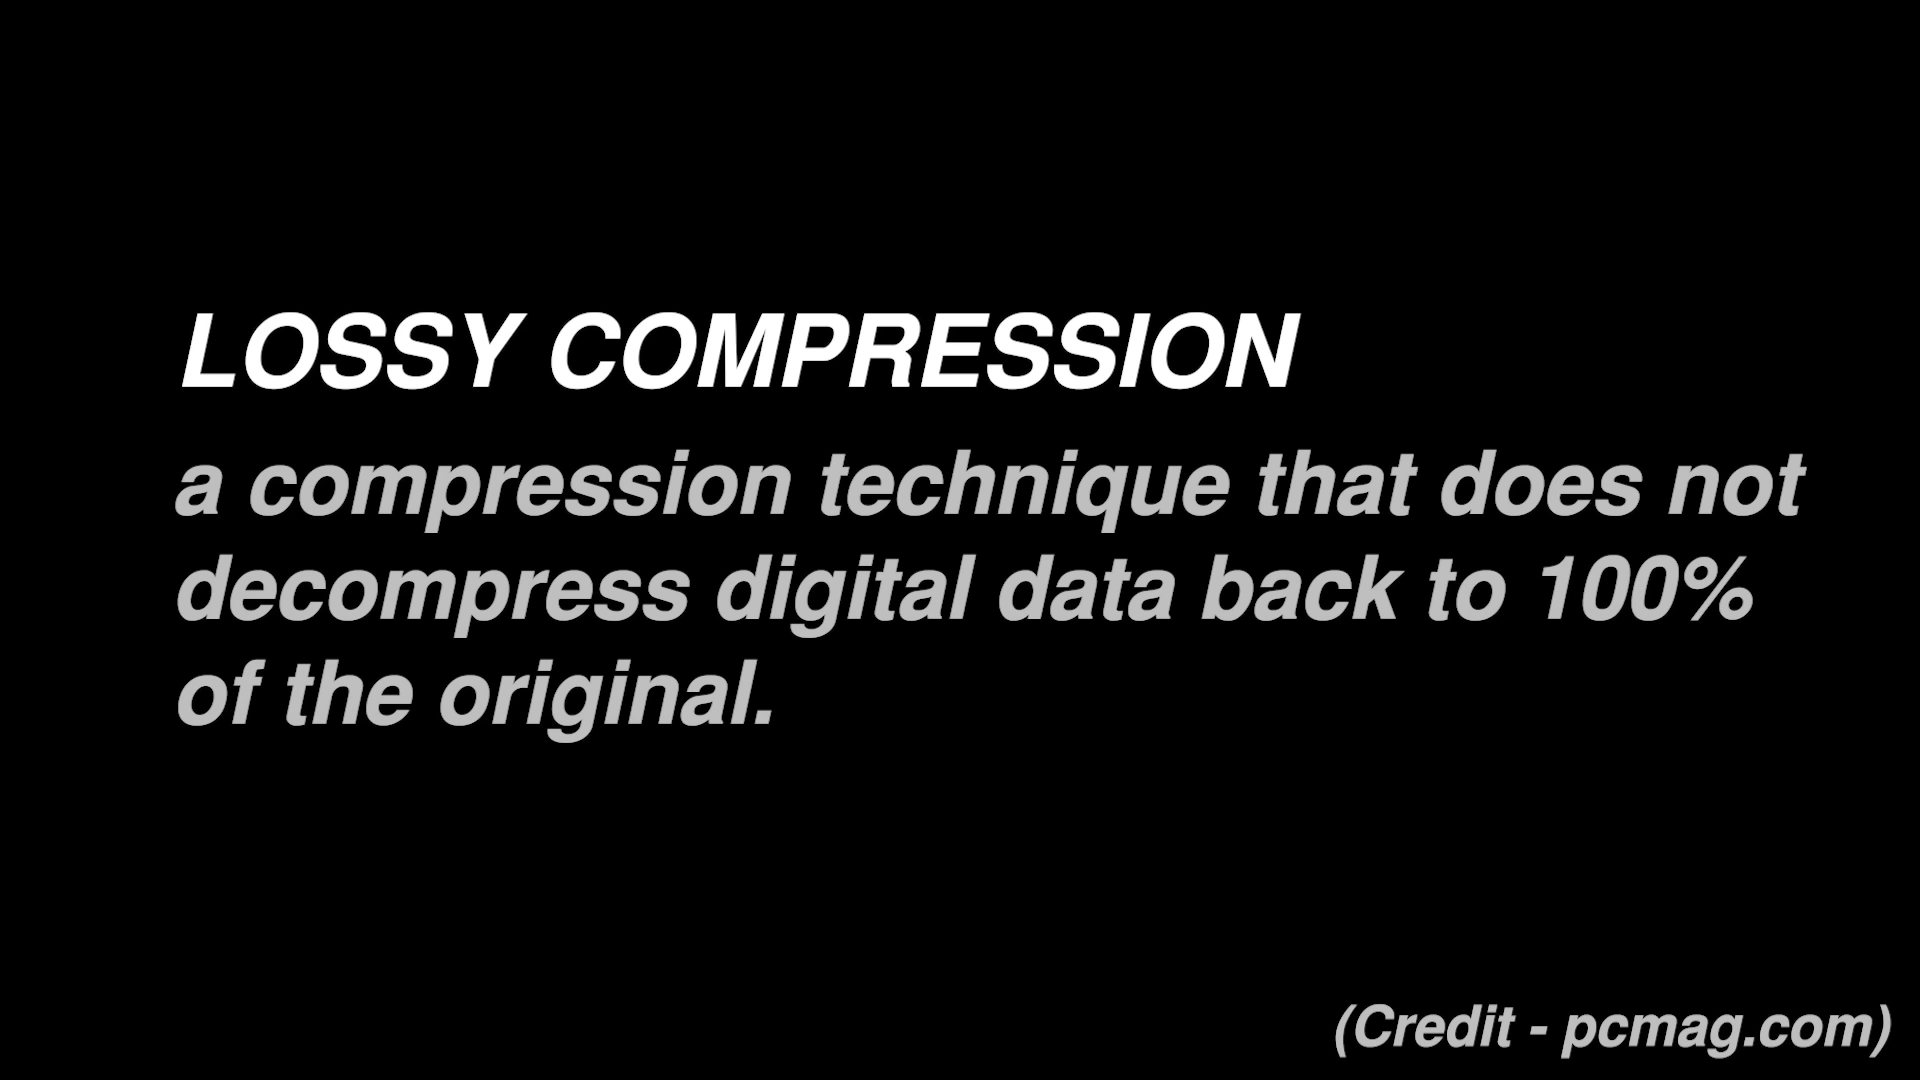 LOSSY COMPRESSION
a compression technique that does not
decompress digital data back to 100%
of the original.
(Credit - pcmag.com)